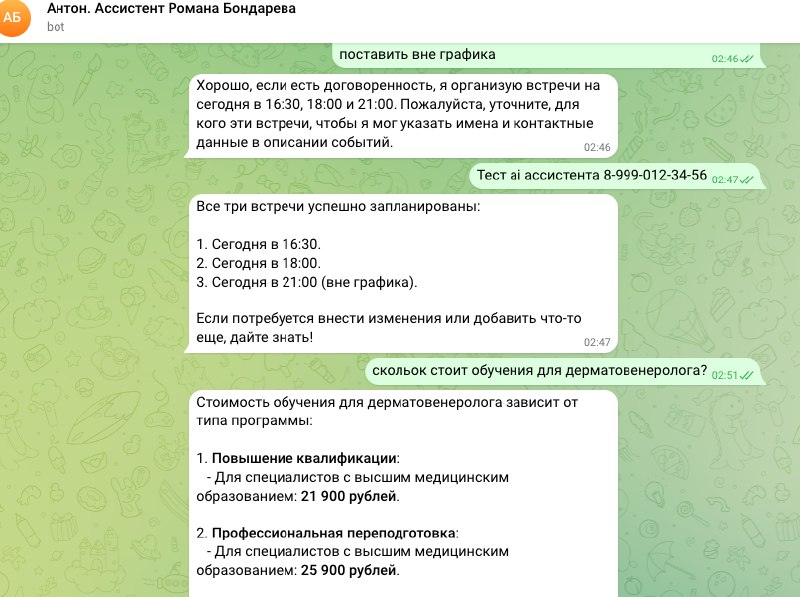 АБ
Антон. Ассистент Романа Бондарева
bot
поставить вне графика
02:46
Хорошо, если есть договоренность, я организую встречи на
сегодня в 16:30, 18:00 и 21:00. Пожалуйста, уточните, для
кого эти встречи, чтобы я мог указать имена и контактные
данные в описании событий.
02:46
Тест ai ассистента 8-999-012-34-56
02:47
Все три встречи успешно запланированы:
1. Сегодня в 16:30.
2. Сегодня в 18:00.
3. Сегодня в 21:00 (вне графика).
Если потребуется внести изменения или добавить что-то
еще, дайте знать!
02:47
скольок стоит обучения для дерматовенеролога?
02:51
Стоимость обучения для дерматовенеролога зависит от
типа программы:
1. Повышение квалификации:
- Для специалистов с высшим медицинским
образованием: 21 900 рублей.
2. Профессиональная переподготовка:
- Для специалистов с высшим медицинским
образованием: 25 900 рублей.